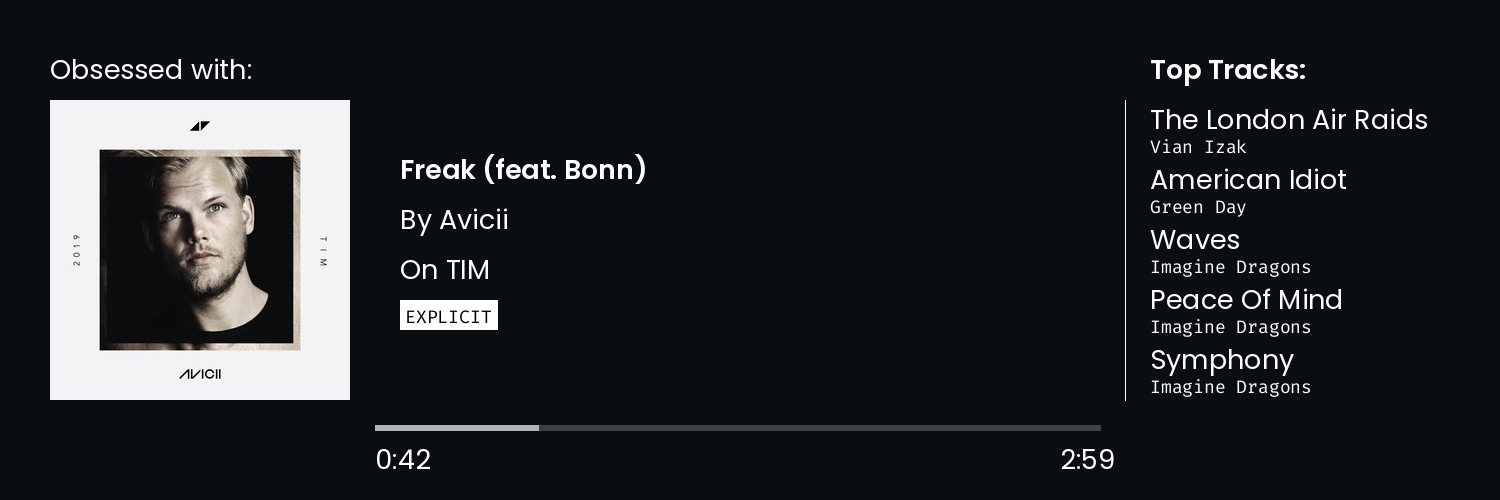 Obsessed with:
2019
TIM
AVICII
Freak (feat. Bonn)
By Avicii
On TIM
EXPLICIT
0:42
2:59
Top Tracks:
The London Air Raids
Vian Izak
American Idiot
Green Day
Waves
Imagine Dragons
Peace Of Mind
Imagine Dragons
Symphony
Imagine Dragons